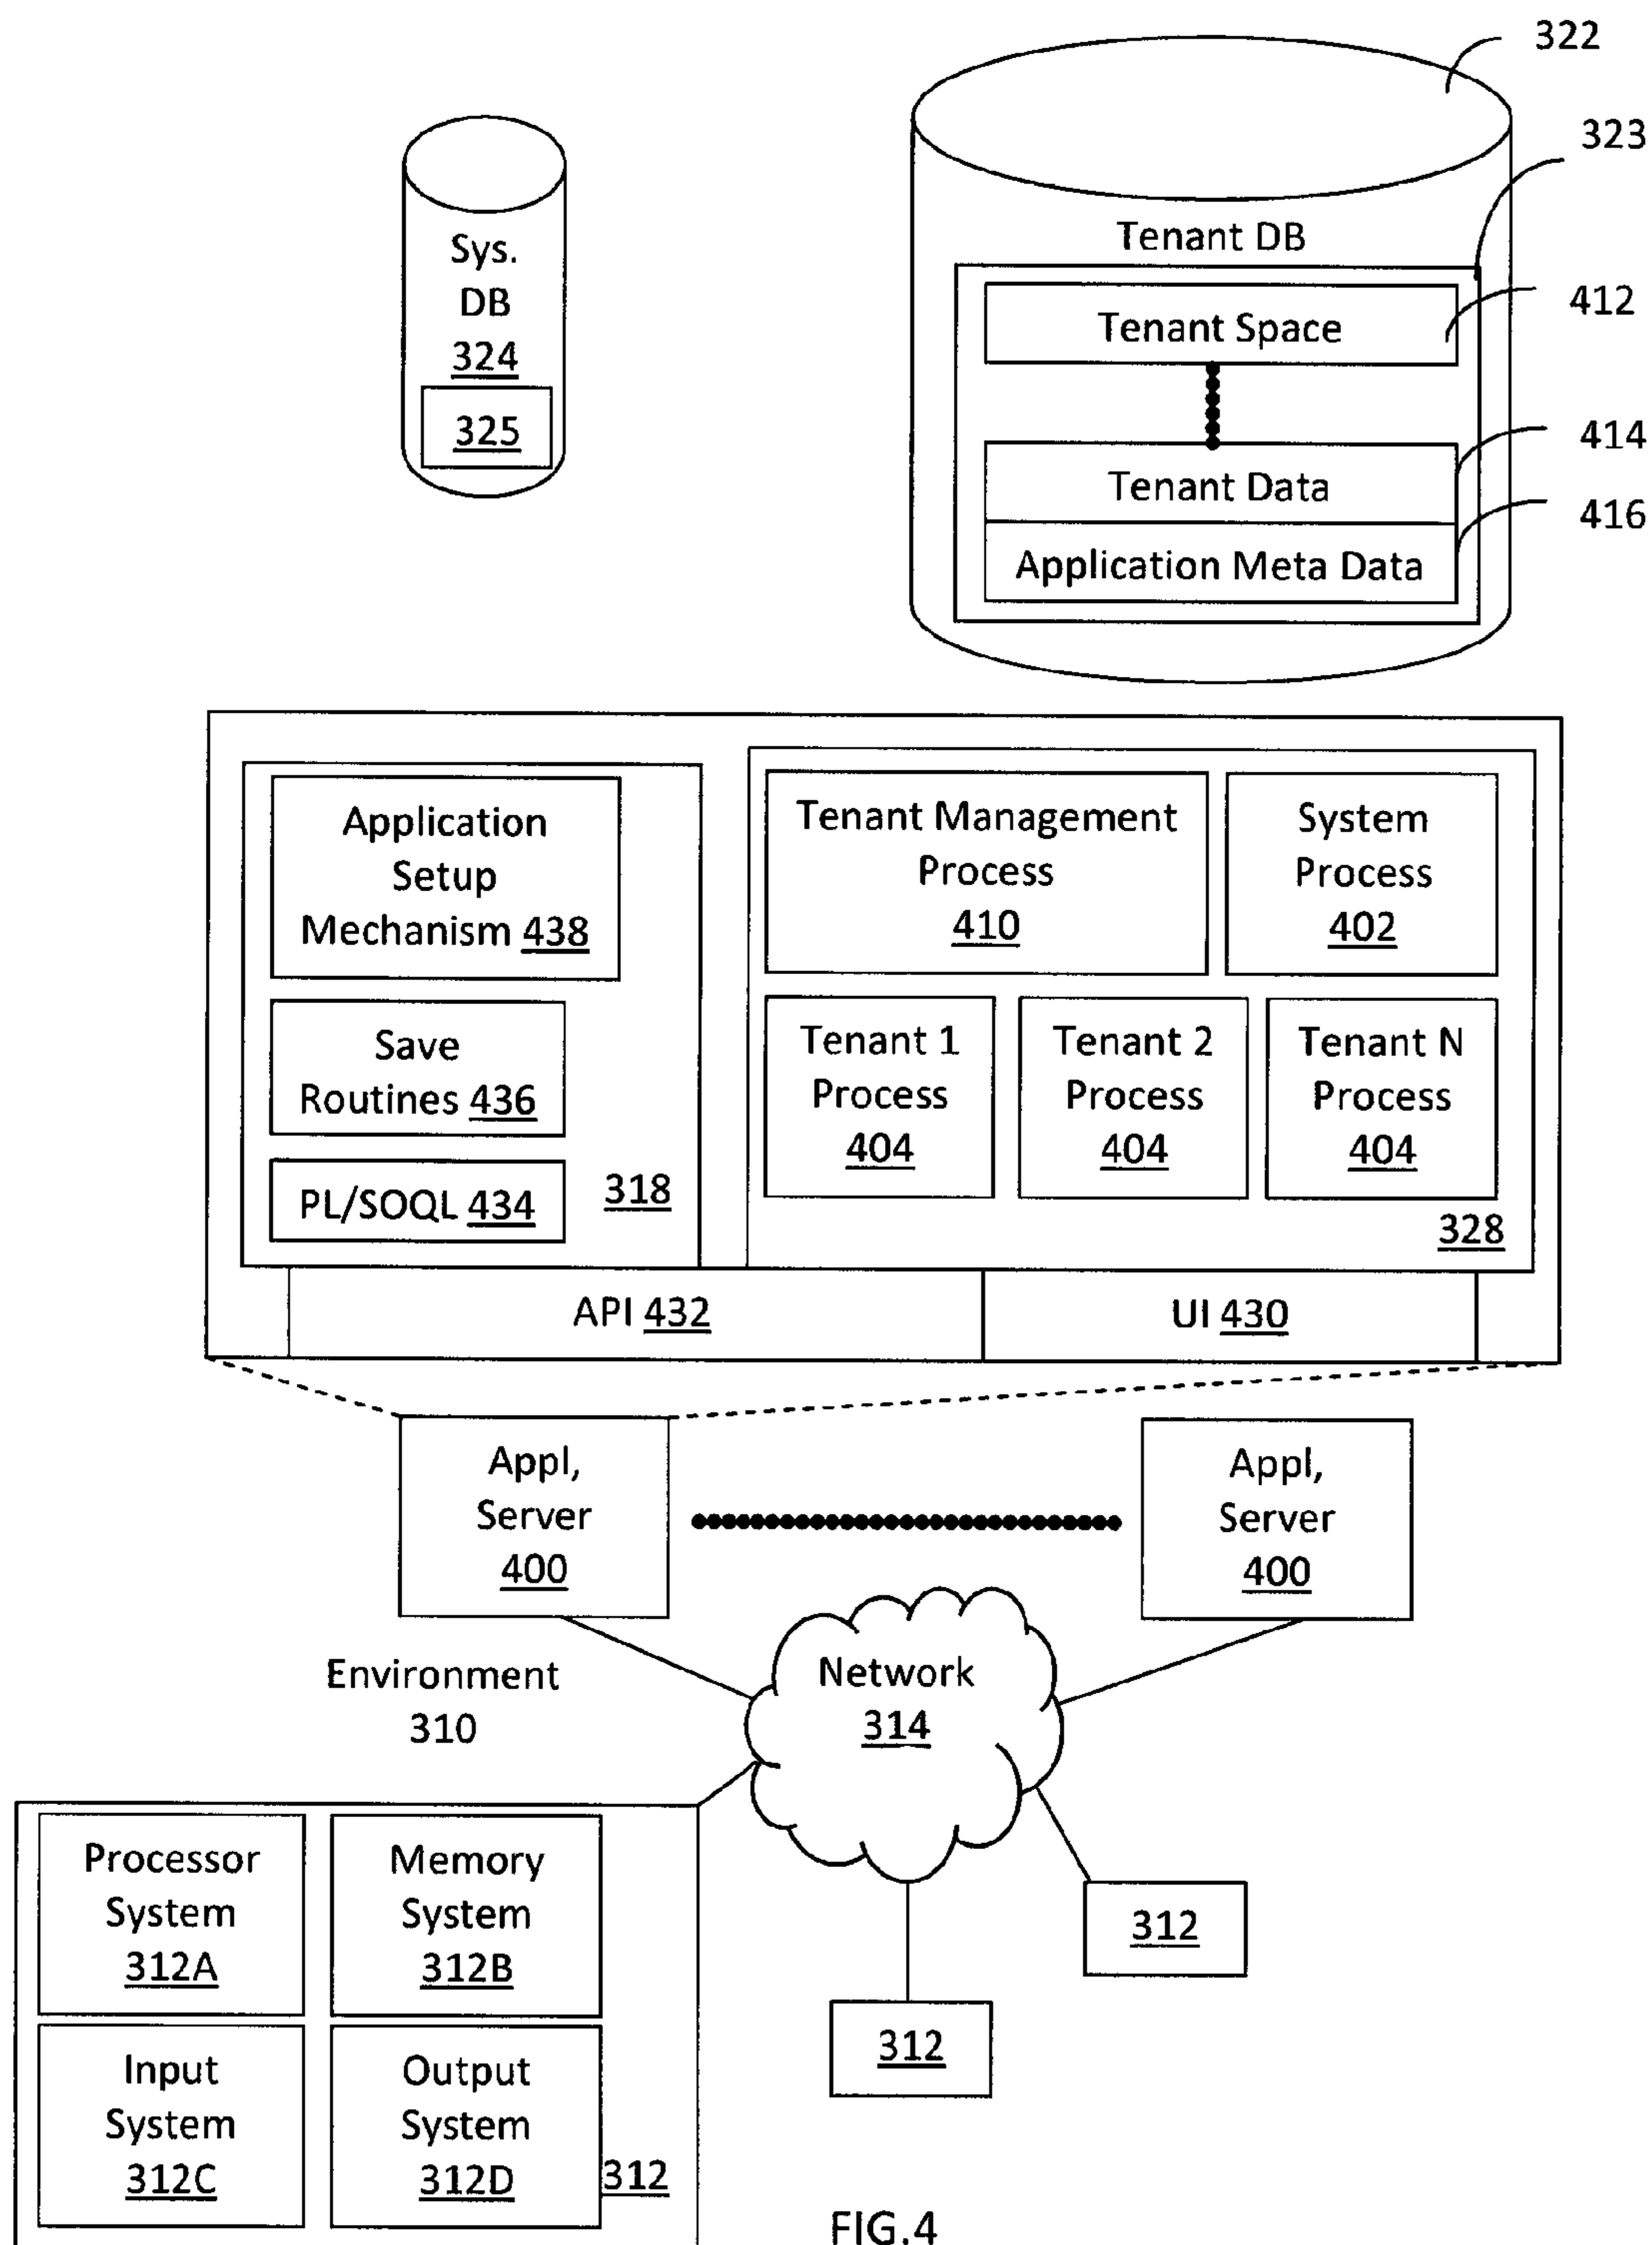 322
323
Sys.
DB
324
325
Tenant DB
Tenant Space
412
Tenant Data
414
Application Meta Data
416
Application
Setup
Mechanism 438
Save
Routines 436
PL/SOQL 434
318
Tenant Management
Process
410
System
Process
402
Tenant 1
Process
404
Tenant 2
Process
404
Tenant N
Process
404
328
API 432
UI 430
Appl,
Server
400
Appl,
Server
400
Environment
310
Network
314
Processor
System
312A
Memory
System
312B
Input
System
312C
Output
System
312D
312
312
312
FIG.4